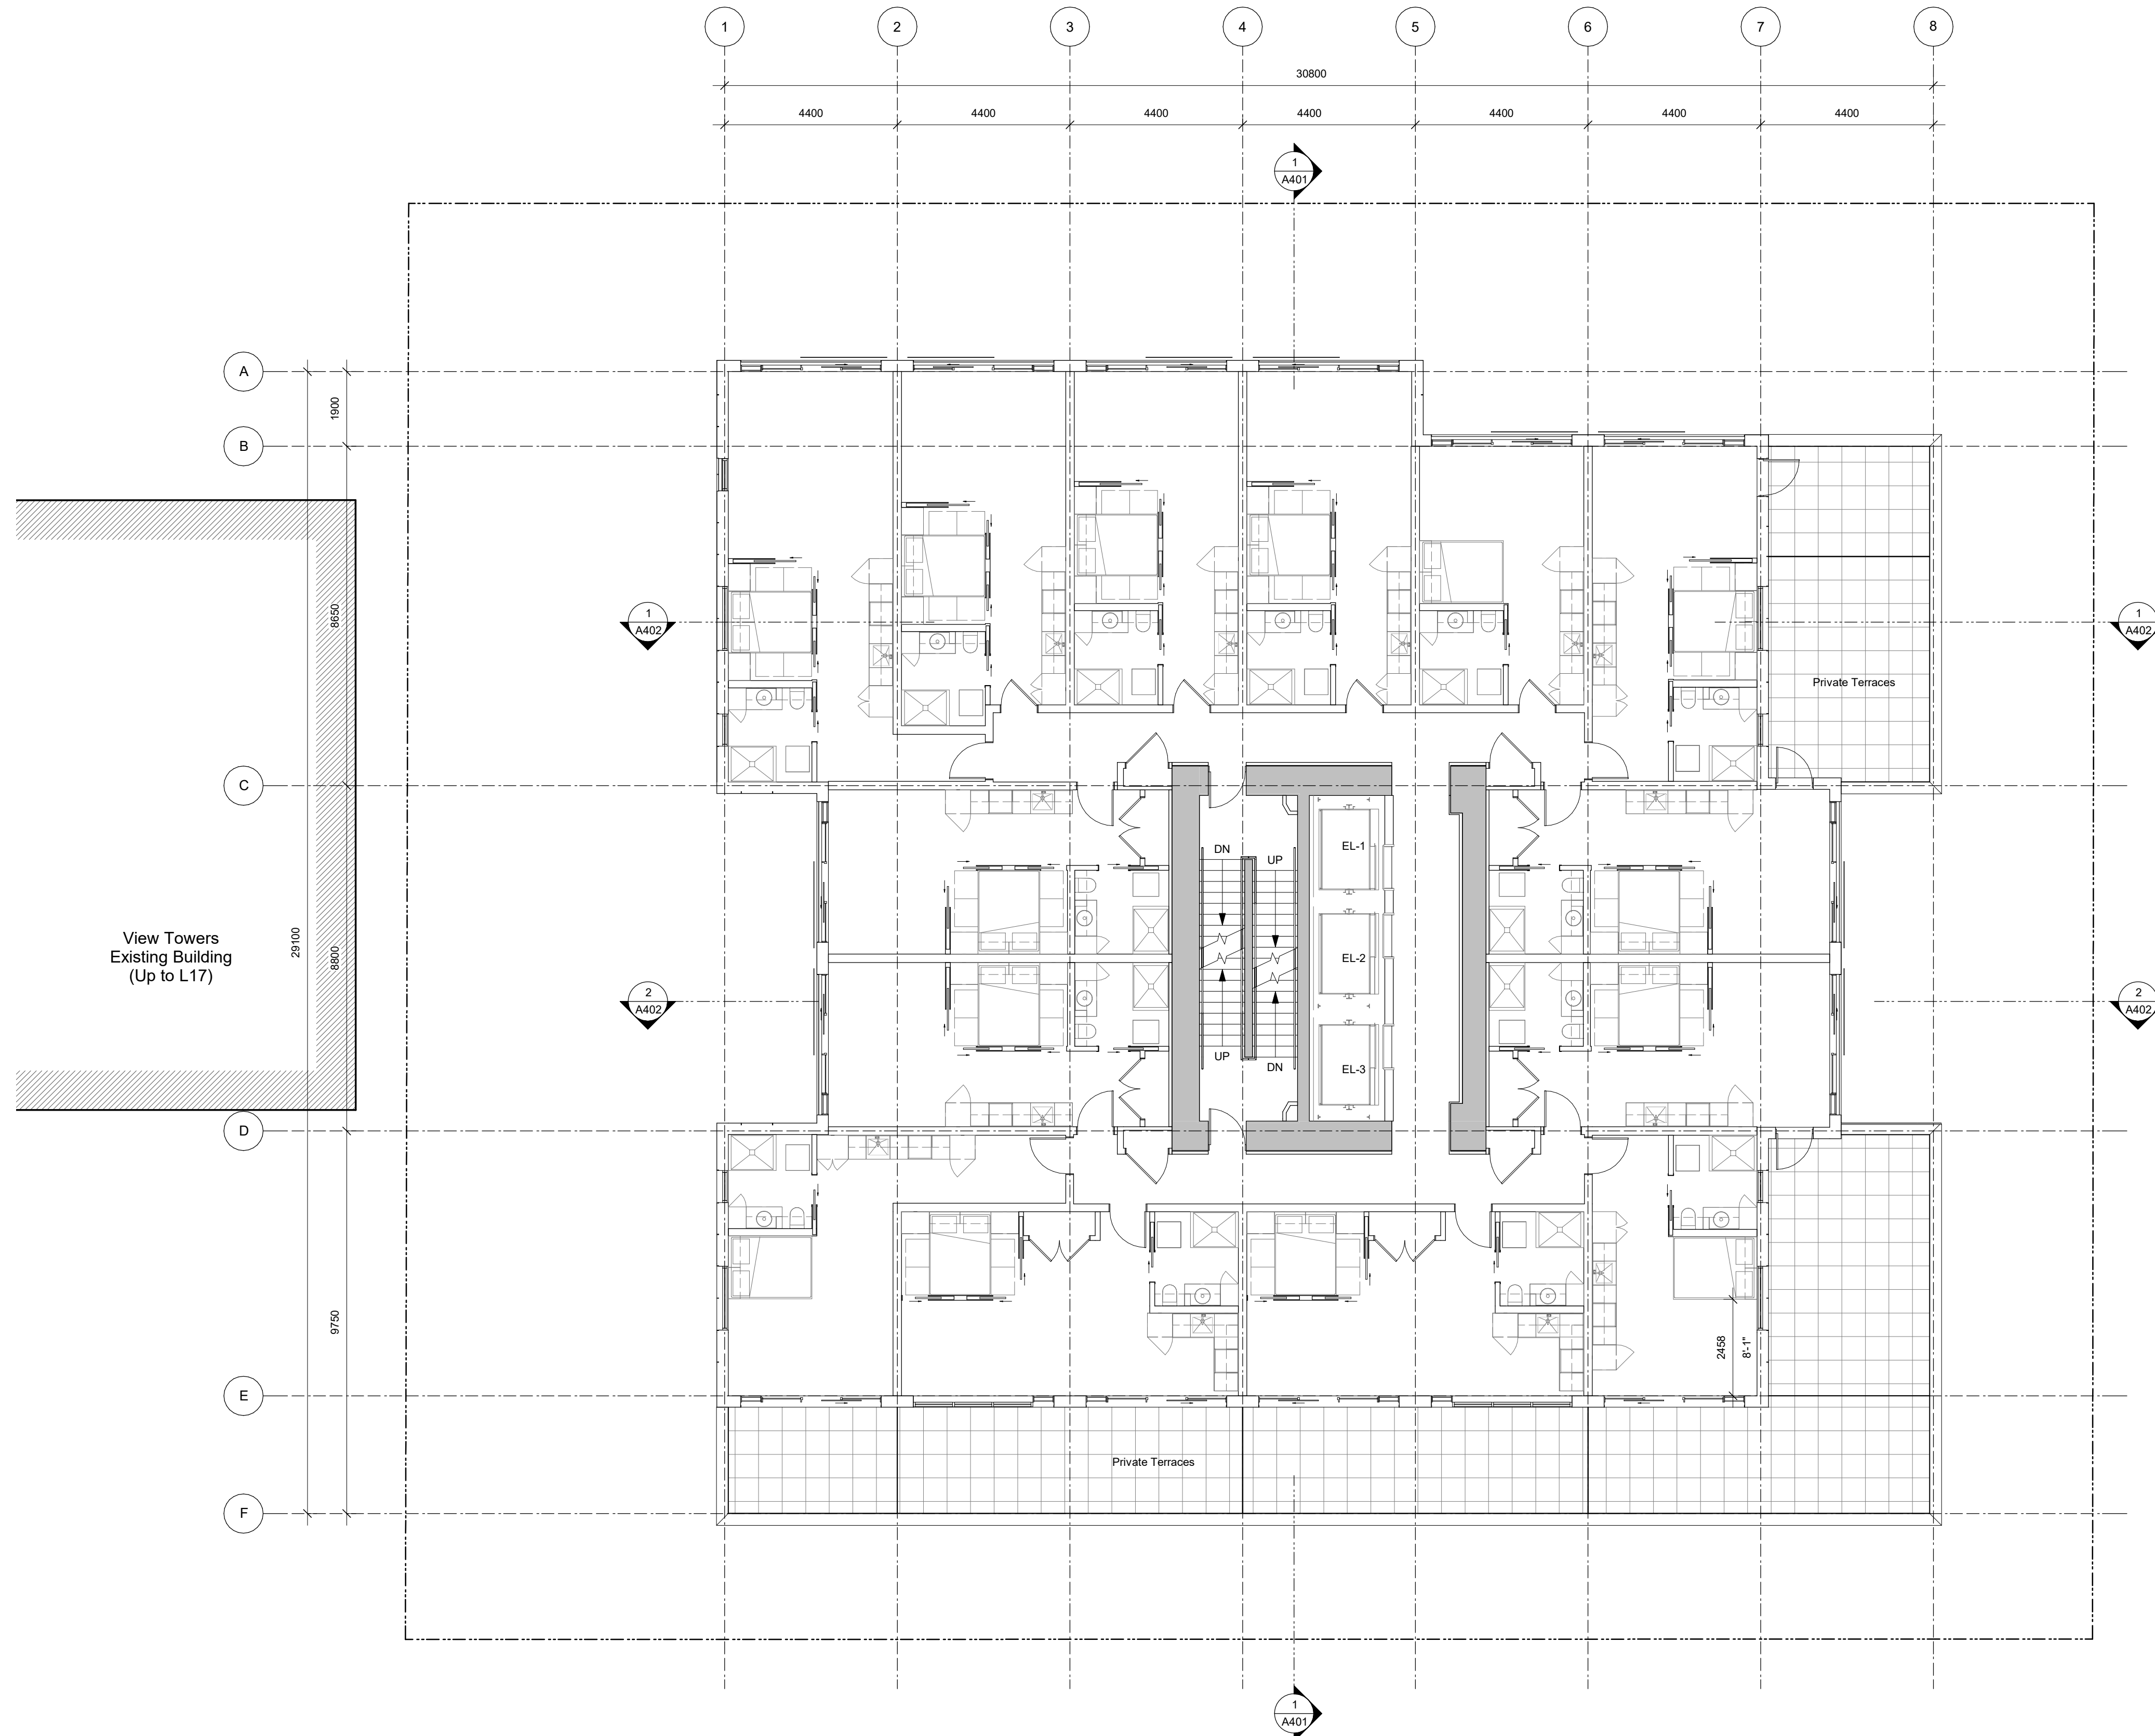 1 2 3 4 5 6 7 8
30800
4400 4400 4400 4400 4400 4400 4400
1
A401
A
1900
B
8650
1
A402
1
A402
Private Terraces
C
EL-1
DN UP
View Towers
Existing Building
(Up to L17)
29100
8800
EL-2
2
A402
2
A402
UP DN
EL-3
D
9750
2458
8'-1"
E
Private Terraces
F
1
A401